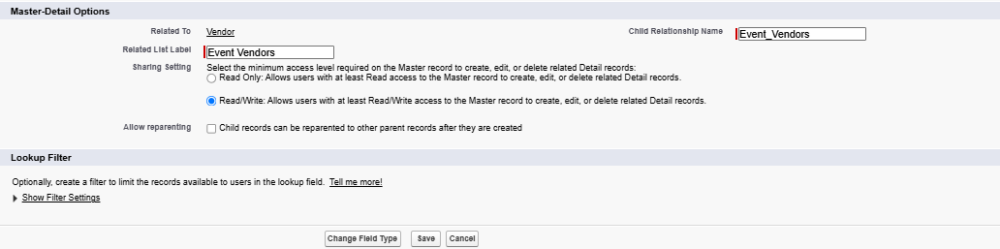 Master-Detail Options
Related To Vendor Child Relationship Name Event_Vendors
Related List Label Event Vendors
Sharing Setting Select the minimum access level required on the Master record to create, edit, or delete related Detail records:
Read Only: Allows users with at least Read access to the Master record to create, edit, or delete related Detail records.
Read/Write: Allows users with at least Read/Write access to the Master record to create, edit, or delete related Detail records.
Allow reparenting Child records can be reparented to other parent records after they are created
Lookup Filter
Optionally, create a filter to limit the records available to users in the lookup field. Tell me more!
Show Filter Settings
Change Field Type Save Cancel